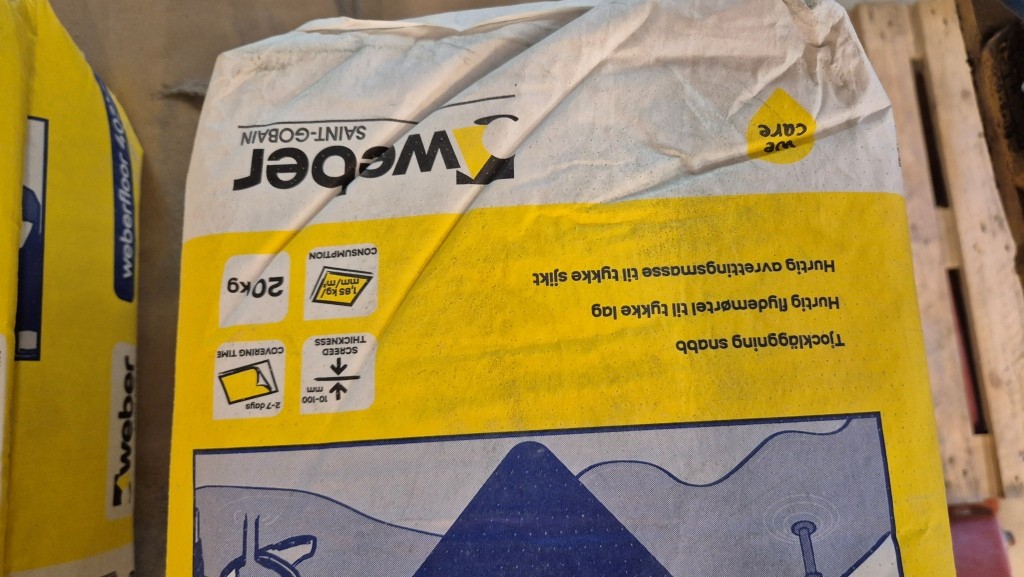 Tjockläggning snabb
Hurtig flydemørtel til tykke lag
Hurtig avretningsmasse til tykke sjikt
10-100
mm
SCREED
THICKNESS
2-7 days
COVERING TIME
1,85 kg/
mm/m²
CONSUMPTION
20kg
we
care
weber
SAINT-GOBAIN
weberfloor 40
weber